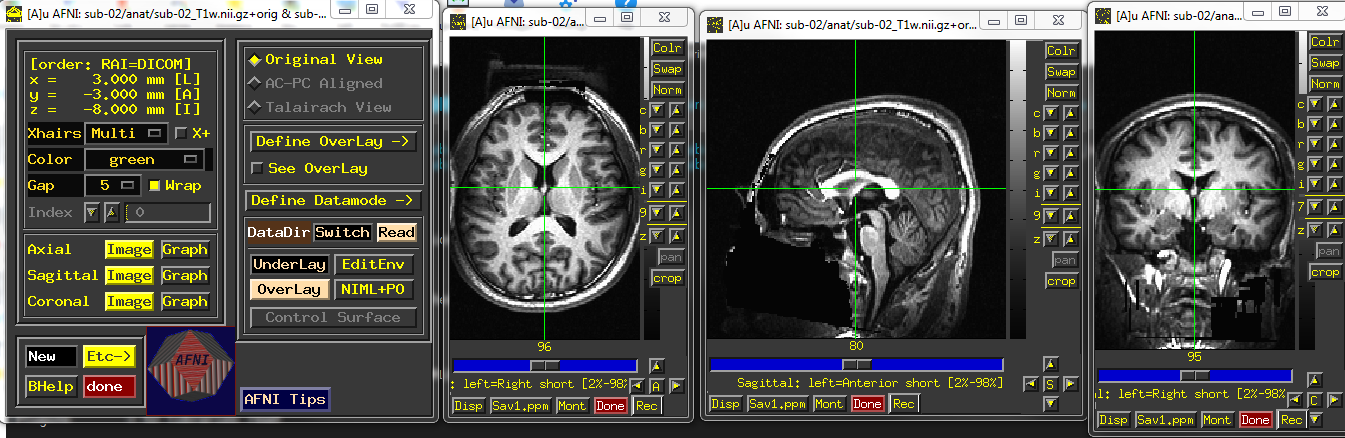 [A]u AFNI: sub-02/anat/sub-02_T1w.nii.gz+orig & sub-...
[order: RAI=DICOM]
x = 3.000 mm [L]
y = -3.000 mm [A]
z = -8.000 mm [I]
Xhairs Multi X+
Color green
Gap 5 Wrap
Index 0
Axial Image Graph
Sagittal Image Graph
Coronal Image Graph
New Etc->
BHelp done
AFNI
Original View
AC-PC Aligned
Talairach View
Define OverLay ->
See OverLay
Define Datamode ->
DataDir Switch Read
UnderLay EditEnv
OverLay NIML+PO
Control Surface
AFNI Tips
[A]u AFNI: sub-02/a...
Colr
Swap
Norm
c
b
r
g
i
9
z
pan
crop
96
: left=Right short [2%-98%
A
Disp Sav1.ppm Mont Done Rec
[A]u AFNI: sub-02/anat/sub-02_T1w.nii.gz+or...
Colr
Swap
Norm
c
b
r
g
i
9
z
pan
crop
80
Sagittal: left=Anterior short [2%-98%]
S
Disp Sav1.ppm Mont Done Rec
[A]u AFNI: sub-02/ana...
Colr
Swap
Norm
c
b
r
g
i
7
z
pan
crop
95
l: left=Right short [2%-98%
C
Disp Sav1.ppm Mont Done Rec